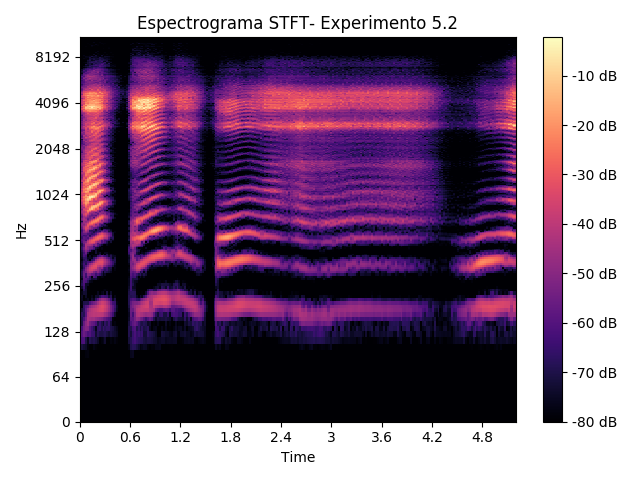 Espectrograma STFT- Experimento 5.2
Hz
8192
4096
2048
1024
512
256
128
64
0
0 0.6 1.2 1.8 2.4 3 3.6 4.2 4.8
Time
-10 dB
-20 dB
-30 dB
-40 dB
-50 dB
-60 dB
-70 dB
-80 dB